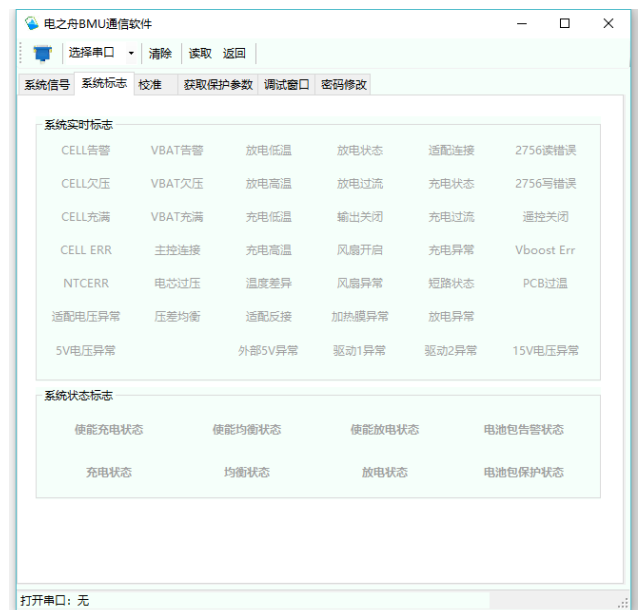 电之舟BMU通信软件
选择串口 清除 读取 返回
系统信号 系统标志 校准 获取保护参数 调试窗口 密码修改
系统实时标志
CELL告警 VBAT告警 放电低温 放电状态 适配连接 2756读错误
CELL欠压 VBAT欠压 放电高温 放电过流 充电状态 2756写错误
CELL充满 VBAT充满 充电低温 输出关闭 充电过流 遥控关闭
CELL ERR 主控连接 充电高温 风扇开启 充电异常 Vboost Err
NTCERR 电芯过压 温度差异 风扇异常 短路状态 PCB过温
适配电压异常 压差均衡 适配反接 加热膜异常 放电异常
5V电压异常 外部5V异常 驱动1异常 驱动2异常 15V电压异常
系统状态标志
使能充电状态 使能均衡状态 使能放电状态 电池包告警状态
充电状态 均衡状态 放电状态 电池包保护状态
打开串口：无